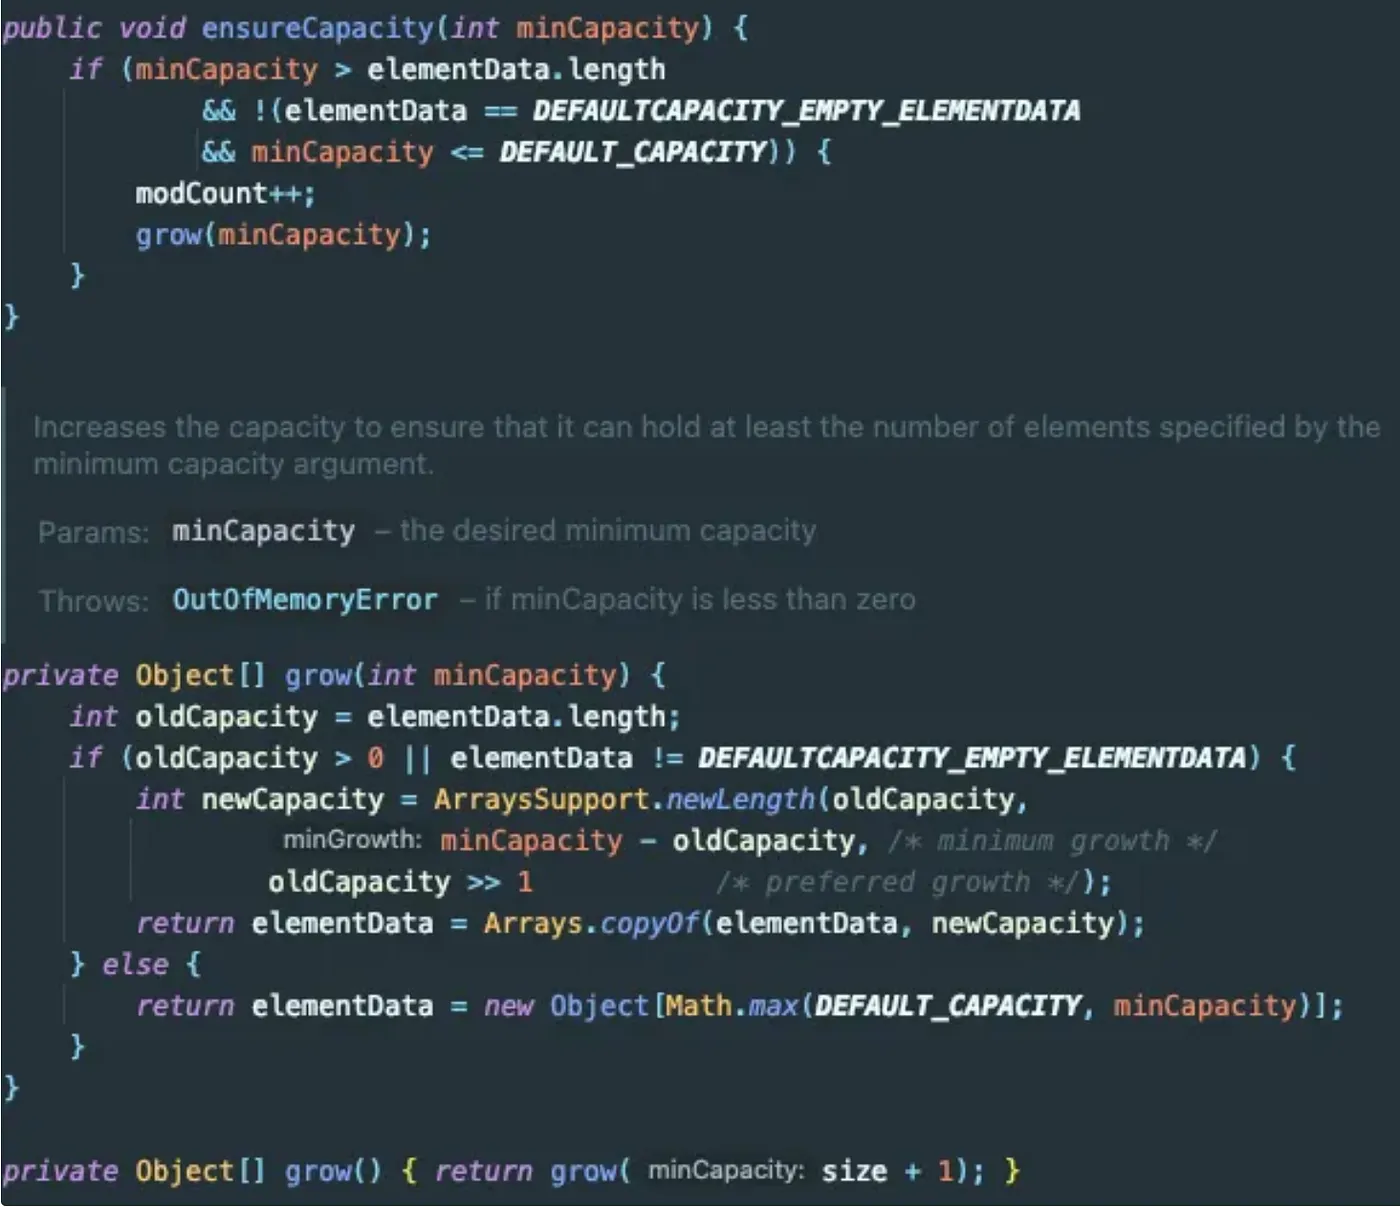 public void ensureCapacity(int minCapacity) {
    if (minCapacity > elementData.length
            && !(elementData == DEFAULTCAPACITY_EMPTY_ELEMENTDATA
            && minCapacity <= DEFAULT_CAPACITY)) {
        modCount++;
        grow(minCapacity);
    }
}
Increases the capacity to ensure that it can hold at least the number of elements specified by the
minimum capacity argument.
Params: minCapacity – the desired minimum capacity
Throws: OutOfMemoryError – if minCapacity is less than zero
private Object[] grow(int minCapacity) {
    int oldCapacity = elementData.length;
    if (oldCapacity > 0 || elementData != DEFAULTCAPACITY_EMPTY_ELEMENTDATA) {
        int newCapacity = ArraysSupport.newLength(oldCapacity,
                minGrowth: minCapacity - oldCapacity, /* minimum growth */
                oldCapacity >> 1           /* preferred growth */);
        return elementData = Arrays.copyOf(elementData, newCapacity);
    } else {
        return elementData = new Object[Math.max(DEFAULT_CAPACITY, minCapacity)];
    }
}
private Object[] grow() { return grow( minCapacity: size + 1); }